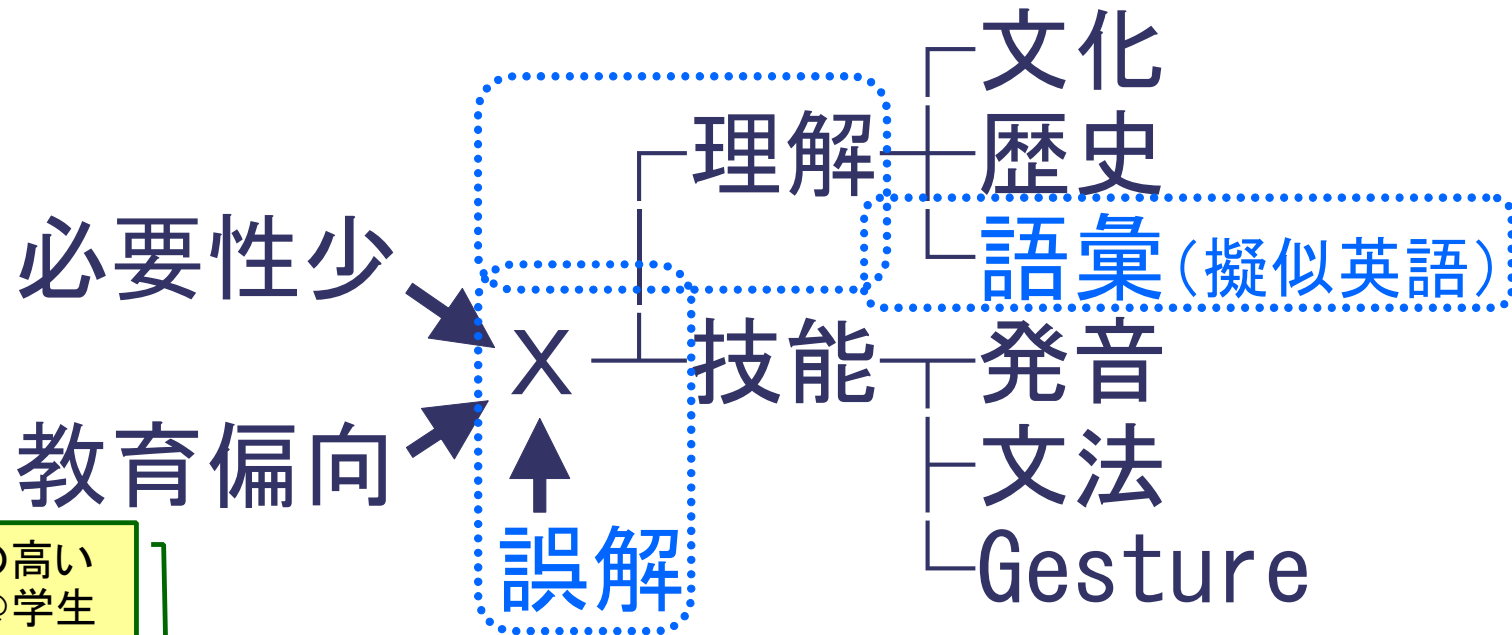 文化
理解
歴史
語彙(擬似英語)
必要性少
X
技能
発音
教育偏向
文法
誤解
Gesture
の高い
学生